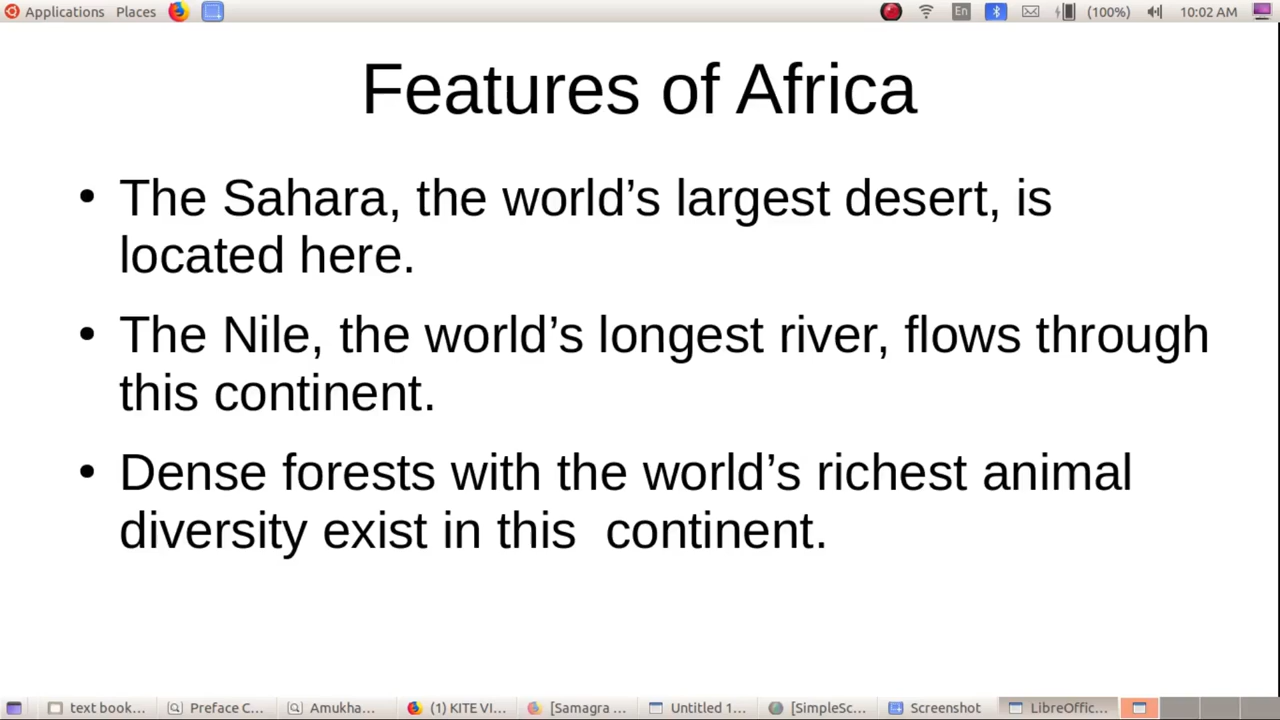 Applications Places En (100%) 10:02 AM
Features of Africa
• The Sahara, the world’s largest desert, is
located here.
• The Nile, the world’s longest river, flows through
this continent.
• Dense forests with the world’s richest animal
diversity exist in this  continent.
text book... Preface C... Amukha... (1) KITE VI... [Samagra ... Untitled 1... [SimpleSc... Screenshot LibreOffic...